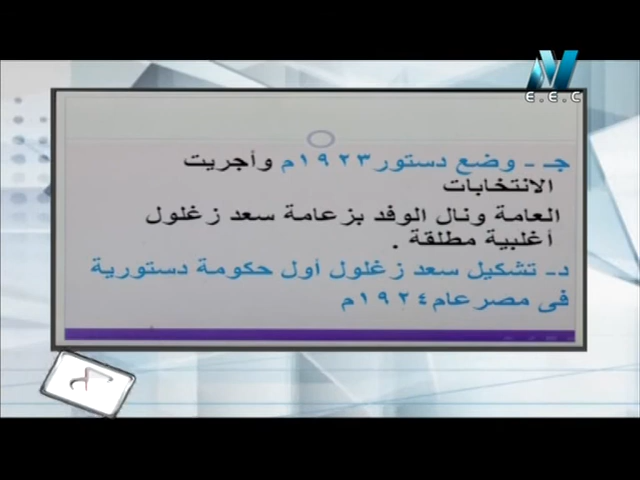 E.E.C
جـ - وضع دستور ١٩٢٣م وأجريت
الانتخابات
العامة ونال الوفد بزعامة سعد زغلول
أغلبية مطلقة .
د- تشكيل سعد زغلول أول حكومة دستورية
فى مصر عام ١٩٢٤م